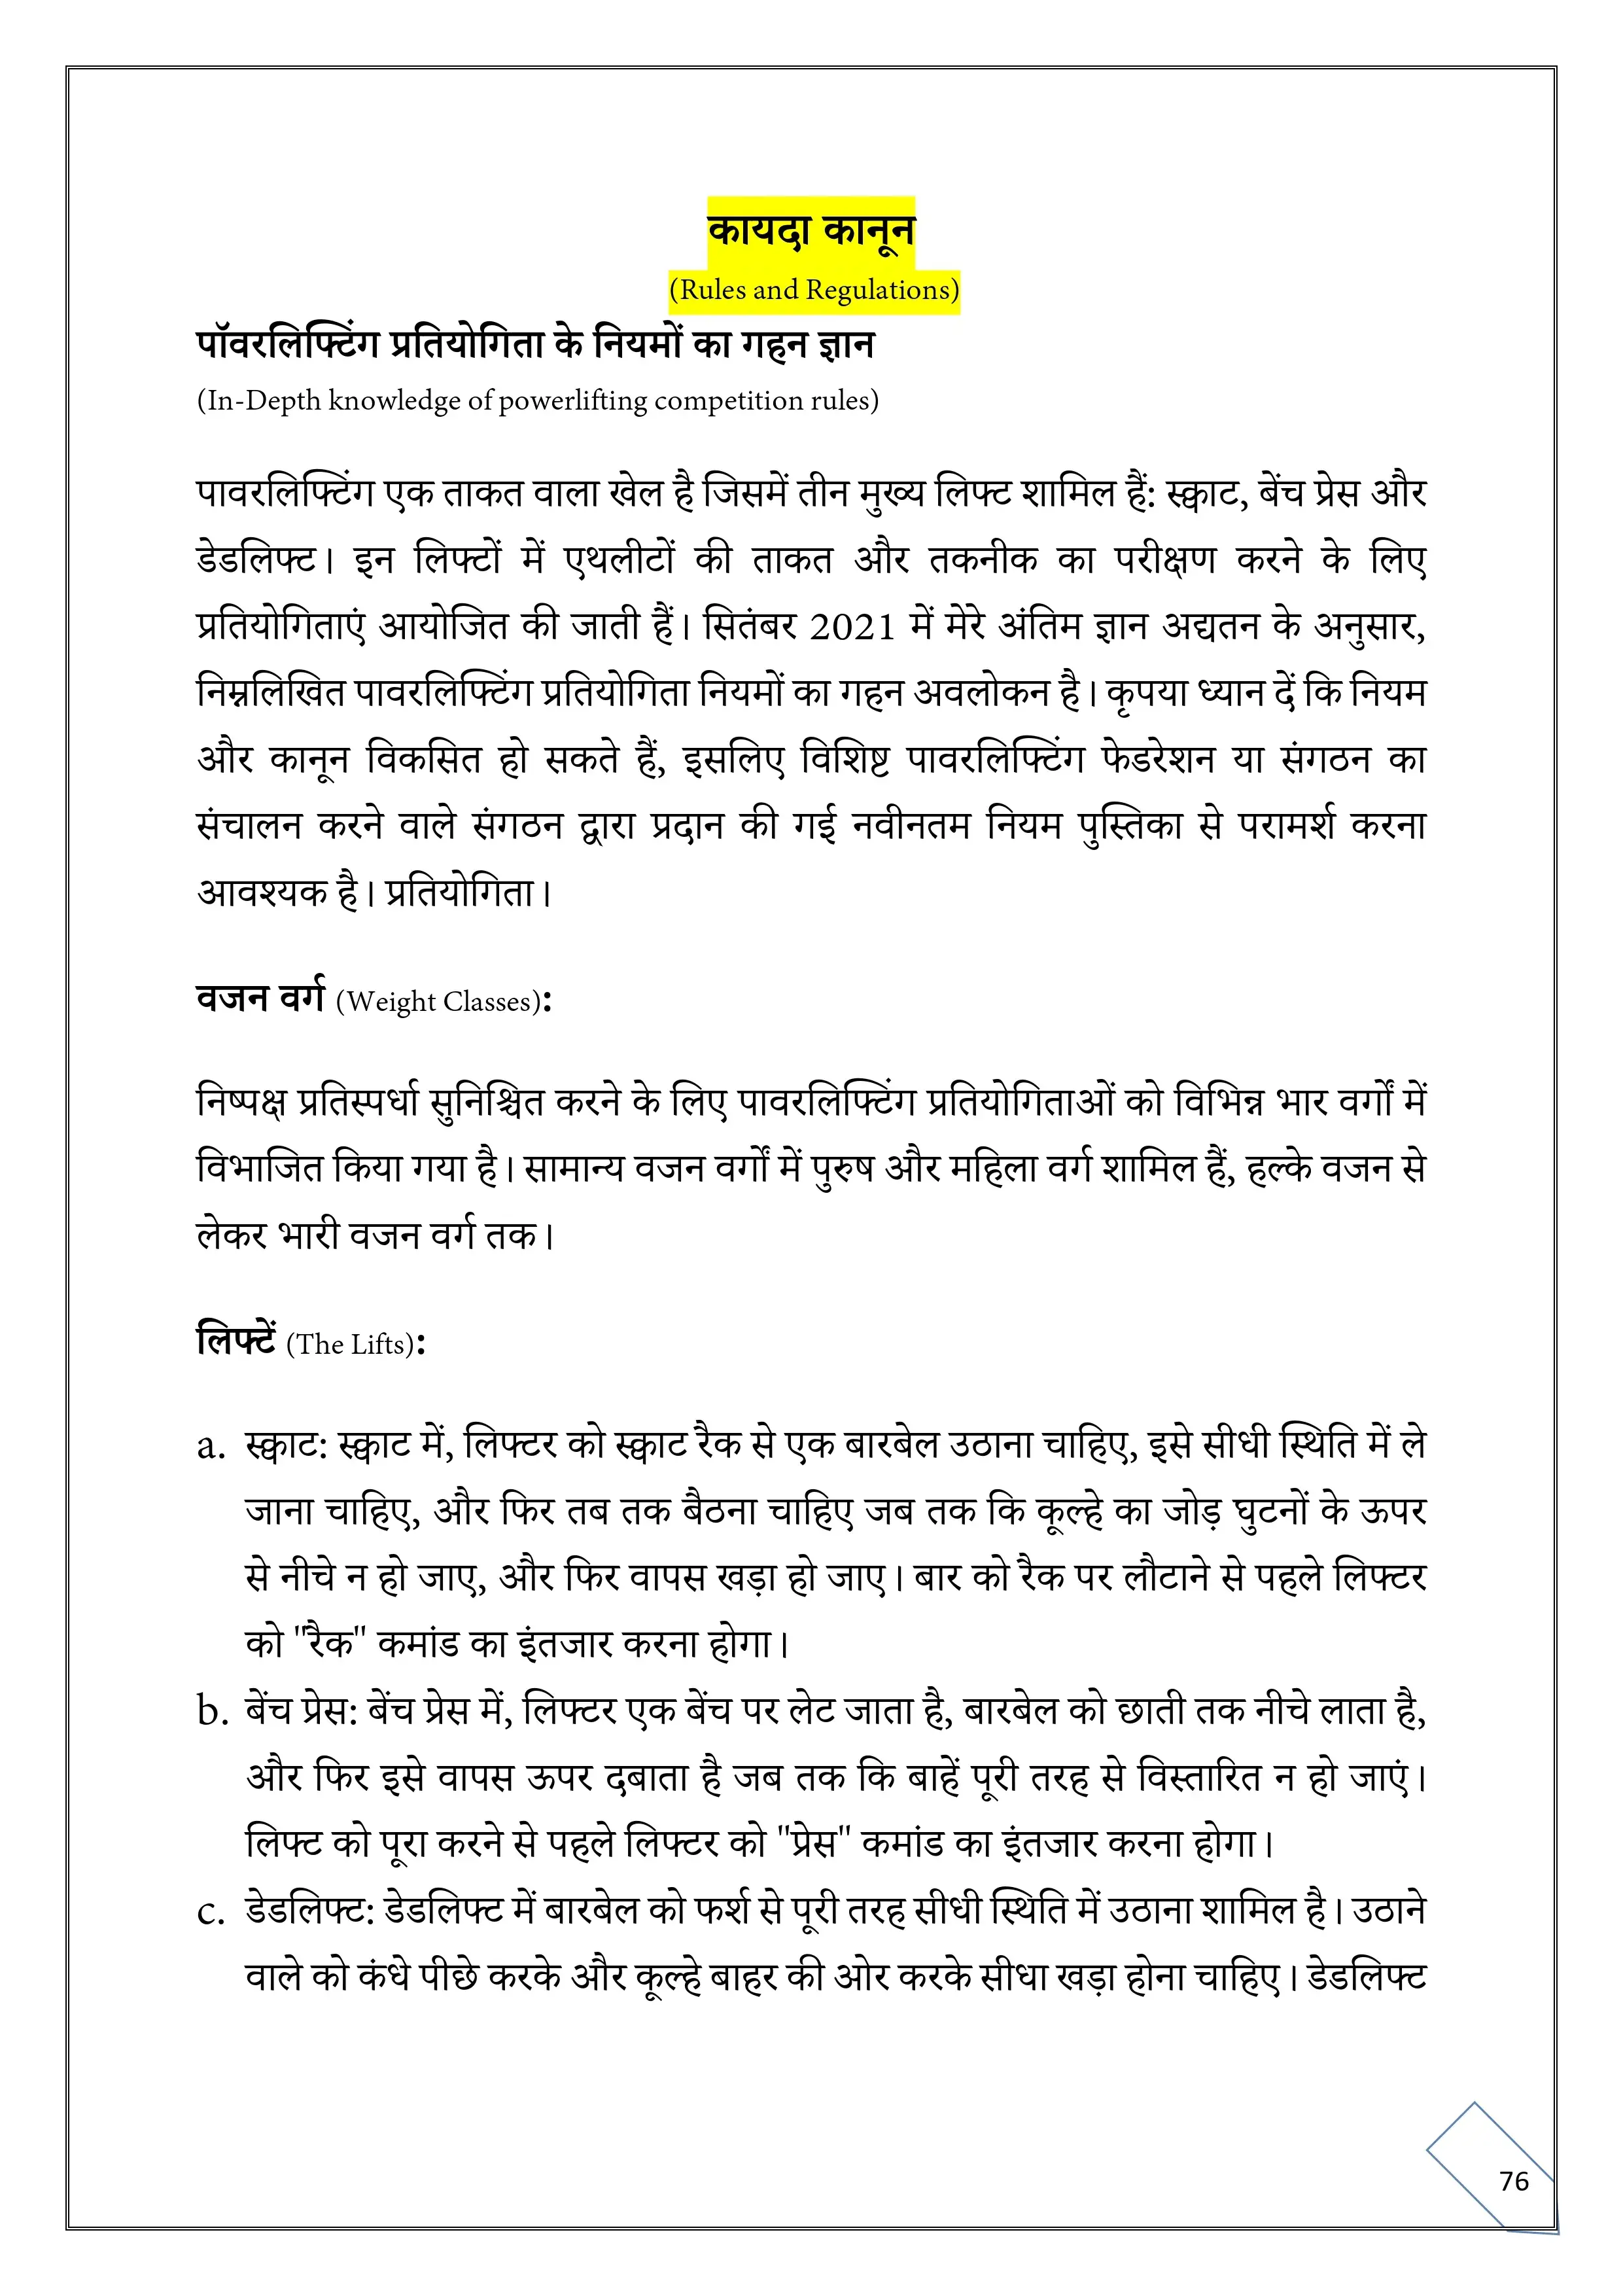 कायदा कानून
(Rules and Regulations)
पॉवरलिफ्टिंग प्रतियोगिता के नियमों का गहन ज्ञान
(In-Depth knowledge of powerlifting competition rules)
पावरलिफ्टिंग एक ताकत वाला खेल है जिसमें तीन मुख्य लिफ्ट शामिल हैं: स्क्वाट, बेंच प्रेस और
डेडलिफ्ट। इन लिफ्टों में एथलीटों की ताकत और तकनीक का परीक्षण करने के लिए
प्रतियोगिताएं आयोजित की जाती हैं। सितंबर 2021 में मेरे अंतिम ज्ञान अद्यतन के अनुसार,
निम्नलिखित पावरलिफ्टिंग प्रतियोगिता नियमों का गहन अवलोकन है। कृपया ध्यान दें कि नियम
और कानून विकसित हो सकते हैं, इसलिए विशिष्ट पावरलिफ्टिंग फेडरेशन या संगठन का
संचालन करने वाले संगठन द्वारा प्रदान की गई नवीनतम नियम पुस्तिका से परामर्श करना
आवश्यक है। प्रतियोगिता।
वजन वर्ग (Weight Classes):
निष्पक्ष प्रतिस्पर्धा सुनिश्चित करने के लिए पावरलिफ्टिंग प्रतियोगिताओं को विभिन्न भार वर्गों में
विभाजित किया गया है। सामान्य वजन वर्गों में पुरुष और महिला वर्ग शामिल हैं, हल्के वजन से
लेकर भारी वजन वर्ग तक।
लिफ्टें (The Lifts):
a. स्क्वाट: स्क्वाट में, लिफ्टर को स्क्वाट रैक से एक बारबेल उठाना चाहिए, इसे सीधी स्थिति में ले
जाना चाहिए, और फिर तब तक बैठना चाहिए जब तक कि कूल्हे का जोड़ घुटनों के ऊपर
से नीचे न हो जाए, और फिर वापस खड़ा हो जाए। बार को रैक पर लौटाने से पहले लिफ्टर
को "रैक" कमांड का इंतजार करना होगा।
b. बेंच प्रेस: बेंच प्रेस में, लिफ्टर एक बेंच पर लेट जाता है, बारबेल को छाती तक नीचे लाता है,
और फिर इसे वापस ऊपर दबाता है जब तक कि बाहें पूरी तरह से विस्तारित न हो जाएं।
लिफ्ट को पूरा करने से पहले लिफ्टर को "प्रेस" कमांड का इंतजार करना होगा।
c. डेडलिफ्ट: डेडलिफ्ट में बारबेल को फर्श से पूरी तरह सीधी स्थिति में उठाना शामिल है। उठाने
वाले को कंधे पीछे करके और कूल्हे बाहर की ओर करके सीधा खड़ा होना चाहिए। डेडलिफ्ट
76